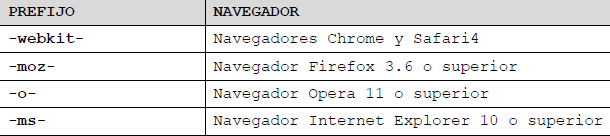 PREFIJO NAVEGADOR
-webkit- Navegadores Chrome y Safari4
-moz- Navegador Firefox 3.6 o superior
-o- Navegador Opera 11 o superior
-ms- Navegador Internet Explorer 10 o superior